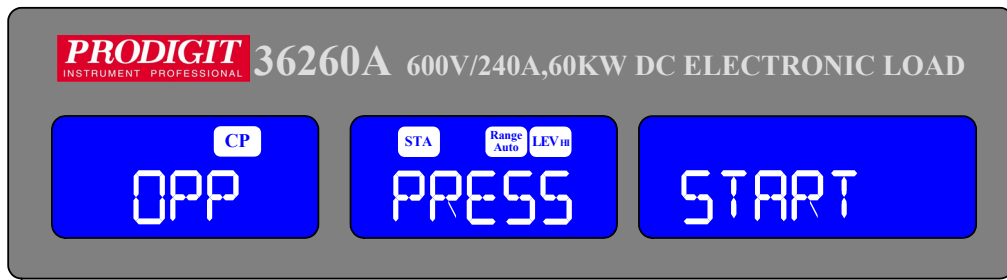 PRODIGIT
INSTRUMENT PROFESSIONAL
36260A 600V/240A,60KW DC ELECTRONIC LOAD
CP
STA Range Auto LEV HI
OPP PRESS START